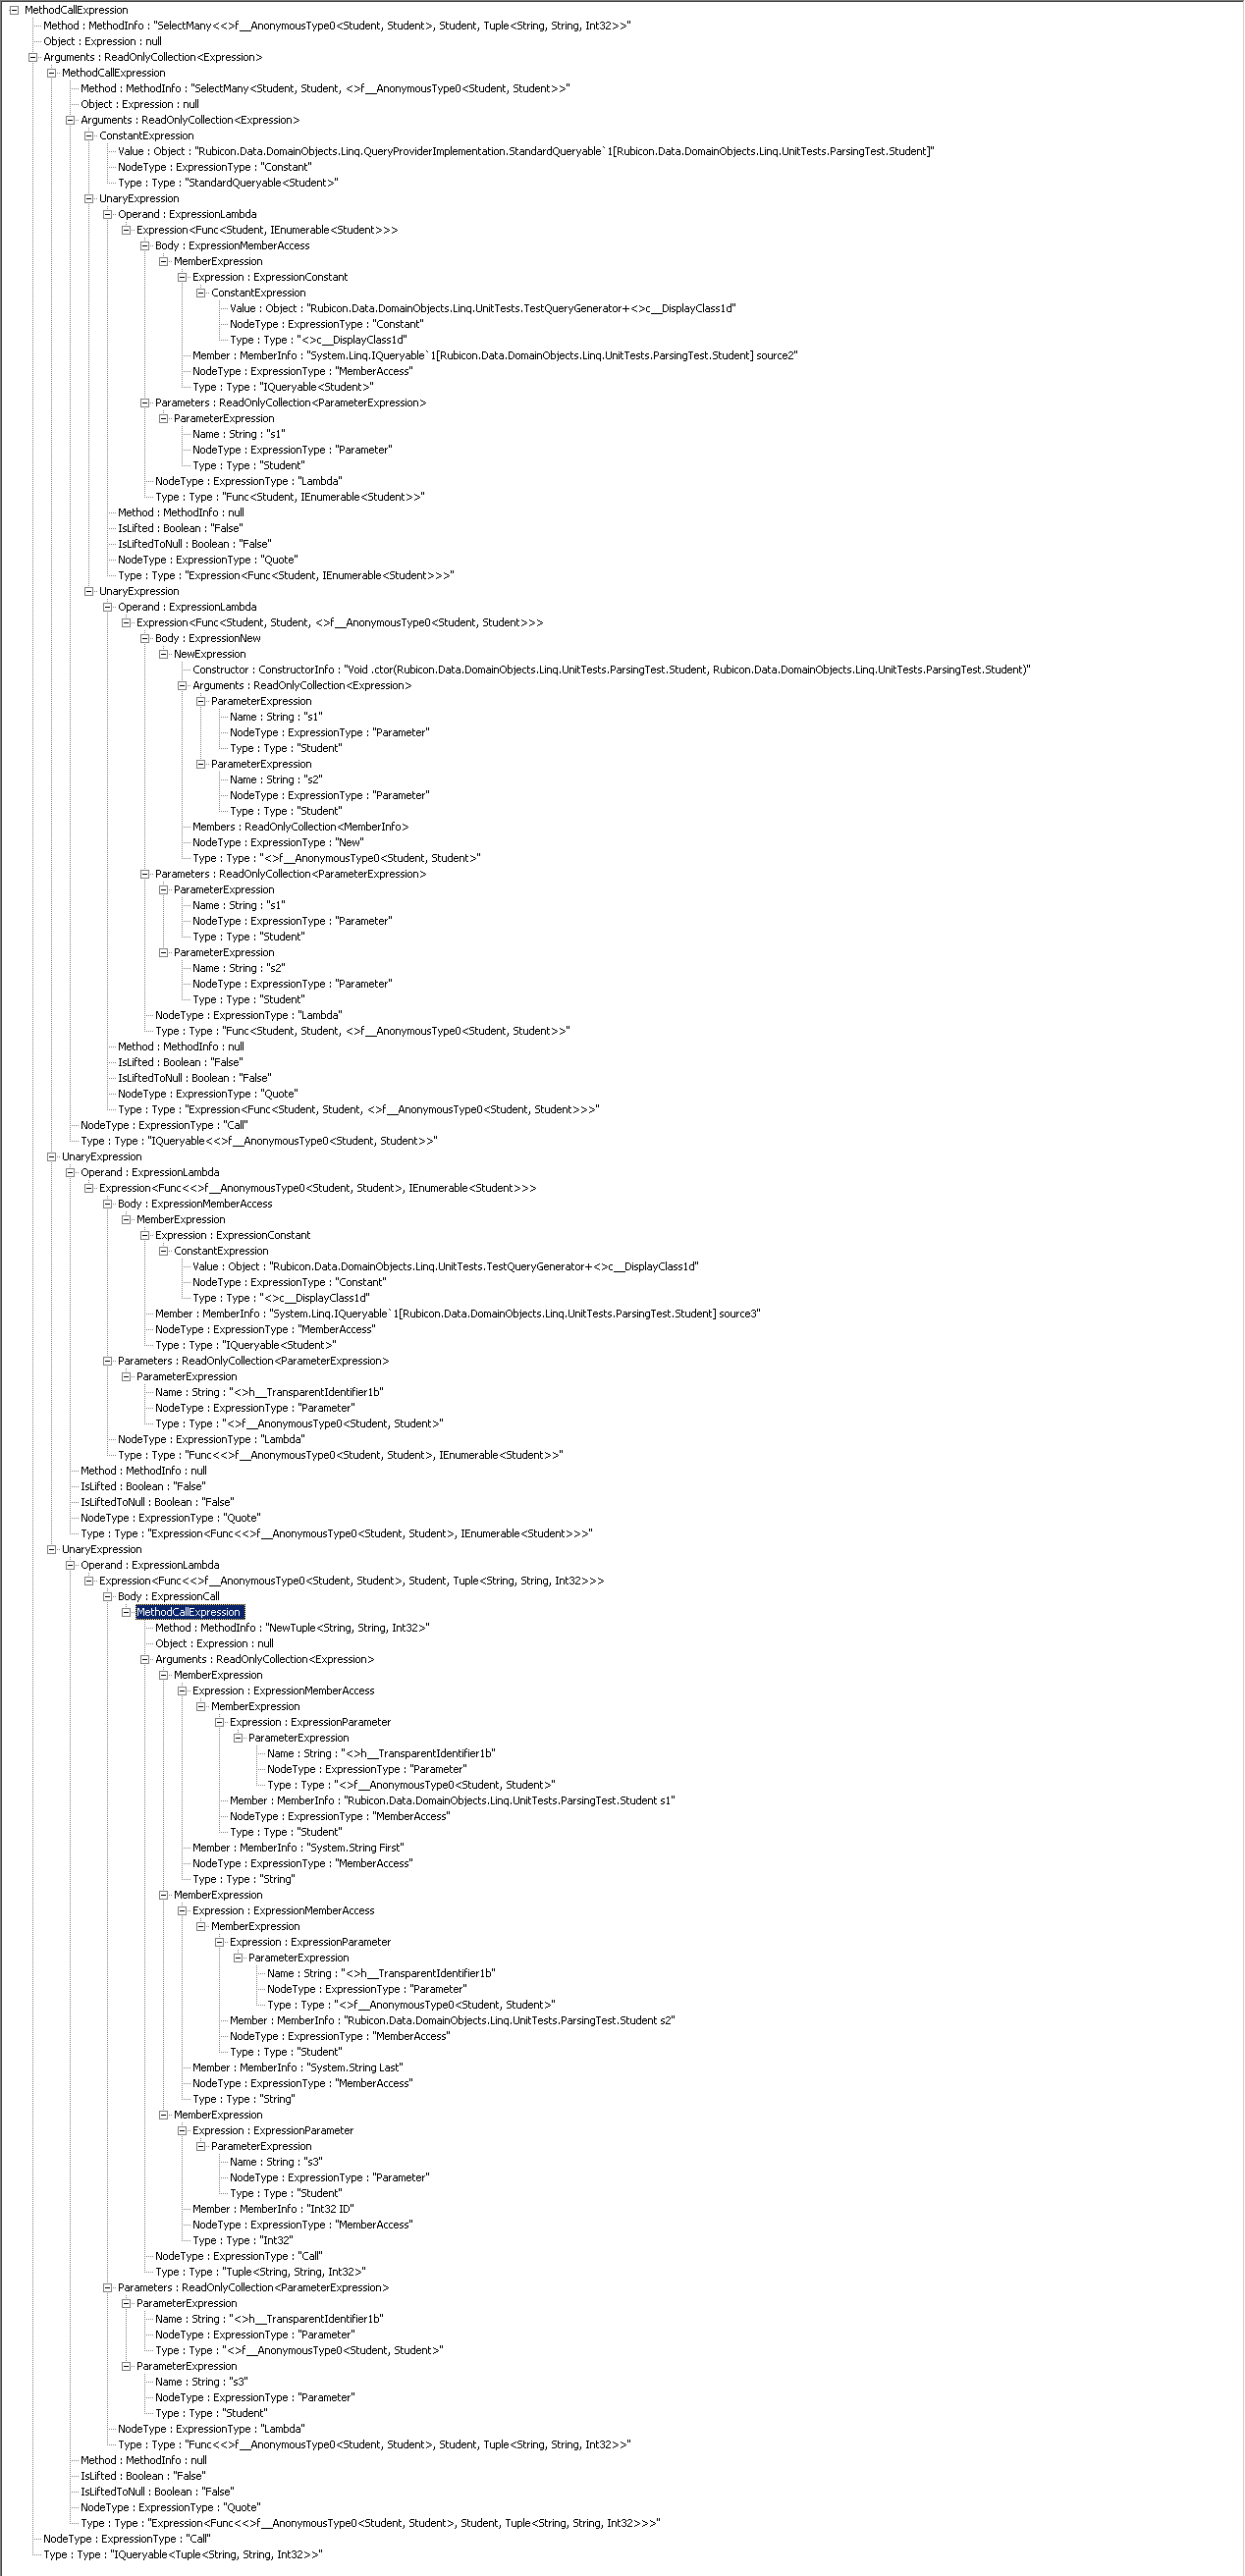 MethodCallExpression
Method : MethodInfo : "SelectMany<<>f__AnonymousType0<Student, Student>, Student, Tuple<String, String, Int32>>"
Object : Expression : null
Arguments : ReadOnlyCollection<Expression>
MethodCallExpression
Method : MethodInfo : "SelectMany<Student, Student, <>f__AnonymousType0<Student, Student>>"
Object : Expression : null
Arguments : ReadOnlyCollection<Expression>
ConstantExpression
Value : Object : "Rubicon.Data.DomainObjects.Linq.QueryProviderImplementation.StandardQueryable`1[Rubicon.Data.DomainObjects.Linq.UnitTests.ParsingTest.Student]"
NodeType : ExpressionType : "Constant"
Type : Type : "StandardQueryable<Student>"
UnaryExpression
Operand : ExpressionLambda
Expression<Func<Student, IEnumerable<Student>>>
Body : ExpressionMemberAccess
MemberExpression
Expression : ExpressionConstant
ConstantExpression
Value : Object : "Rubicon.Data.DomainObjects.Linq.UnitTests.TestQueryGenerator+<>c__DisplayClass1d"
NodeType : ExpressionType : "Constant"
Type : Type : "<>c__DisplayClass1d"
Member : MemberInfo : "System.Linq.IQueryable`1[Rubicon.Data.DomainObjects.Linq.UnitTests.ParsingTest.Student] source2"
NodeType : ExpressionType : "MemberAccess"
Type : Type : "IQueryable<Student>"
Parameters : ReadOnlyCollection<ParameterExpression>
ParameterExpression
Name : String : "s1"
NodeType : ExpressionType : "Parameter"
Type : Type : "Student"
NodeType : ExpressionType : "Lambda"
Type : Type : "Func<Student, IEnumerable<Student>>"
Method : MethodInfo : null
IsLifted : Boolean : "False"
IsLiftedToNull : Boolean : "False"
NodeType : ExpressionType : "Quote"
Type : Type : "Expression<Func<Student, IEnumerable<Student>>>"
UnaryExpression
Operand : ExpressionLambda
Expression<Func<Student, Student, <>f__AnonymousType0<Student, Student>>>
Body : ExpressionNew
NewExpression
Constructor : ConstructorInfo : "Void .ctor(Rubicon.Data.DomainObjects.Linq.UnitTests.ParsingTest.Student, Rubicon.Data.DomainObjects.Linq.UnitTests.ParsingTest.Student)"
Arguments : ReadOnlyCollection<Expression>
ParameterExpression
Name : String : "s1"
NodeType : ExpressionType : "Parameter"
Type : Type : "Student"
ParameterExpression
Name : String : "s2"
NodeType : ExpressionType : "Parameter"
Type : Type : "Student"
Members : ReadOnlyCollection<MemberInfo>
NodeType : ExpressionType : "New"
Type : Type : "<>f__AnonymousType0<Student, Student>"
Parameters : ReadOnlyCollection<ParameterExpression>
ParameterExpression
Name : String : "s1"
NodeType : ExpressionType : "Parameter"
Type : Type : "Student"
ParameterExpression
Name : String : "s2"
NodeType : ExpressionType : "Parameter"
Type : Type : "Student"
NodeType : ExpressionType : "Lambda"
Type : Type : "Func<Student, Student, <>f__AnonymousType0<Student, Student>>"
Method : MethodInfo : null
IsLifted : Boolean : "False"
IsLiftedToNull : Boolean : "False"
NodeType : ExpressionType : "Quote"
Type : Type : "Expression<Func<Student, Student, <>f__AnonymousType0<Student, Student>>>"
NodeType : ExpressionType : "Call"
Type : Type : "IQueryable<<>f__AnonymousType0<Student, Student>>"
UnaryExpression
Operand : ExpressionLambda
Expression<Func<<>f__AnonymousType0<Student, Student>, IEnumerable<Student>>>
Body : ExpressionMemberAccess
MemberExpression
Expression : ExpressionConstant
ConstantExpression
Value : Object : "Rubicon.Data.DomainObjects.Linq.UnitTests.TestQueryGenerator+<>c__DisplayClass1d"
NodeType : ExpressionType : "Constant"
Type : Type : "<>c__DisplayClass1d"
Member : MemberInfo : "System.Linq.IQueryable`1[Rubicon.Data.DomainObjects.Linq.UnitTests.ParsingTest.Student] source3"
NodeType : ExpressionType : "MemberAccess"
Type : Type : "IQueryable<Student>"
Parameters : ReadOnlyCollection<ParameterExpression>
ParameterExpression
Name : String : "<>h__TransparentIdentifier1b"
NodeType : ExpressionType : "Parameter"
Type : Type : "<>f__AnonymousType0<Student, Student>"
NodeType : ExpressionType : "Lambda"
Type : Type : "Func<<>f__AnonymousType0<Student, Student>, IEnumerable<Student>>"
Method : MethodInfo : null
IsLifted : Boolean : "False"
IsLiftedToNull : Boolean : "False"
NodeType : ExpressionType : "Quote"
Type : Type : "Expression<Func<<>f__AnonymousType0<Student, Student>, IEnumerable<Student>>>"
UnaryExpression
Operand : ExpressionLambda
Expression<Func<<>f__AnonymousType0<Student, Student>, Student, Tuple<String, String, Int32>>>
Body : ExpressionCall
MethodCallExpression
Method : MethodInfo : "NewTuple<String, String, Int32>"
Object : Expression : null
Arguments : ReadOnlyCollection<Expression>
MemberExpression
Expression : ExpressionMemberAccess
MemberExpression
Expression : ExpressionParameter
ParameterExpression
Name : String : "<>h__TransparentIdentifier1b"
NodeType : ExpressionType : "Parameter"
Type : Type : "<>f__AnonymousType0<Student, Student>"
Member : MemberInfo : "Rubicon.Data.DomainObjects.Linq.UnitTests.ParsingTest.Student s1"
NodeType : ExpressionType : "MemberAccess"
Type : Type : "Student"
Member : MemberInfo : "System.String First"
NodeType : ExpressionType : "MemberAccess"
Type : Type : "String"
MemberExpression
Expression : ExpressionMemberAccess
MemberExpression
Expression : ExpressionParameter
ParameterExpression
Name : String : "<>h__TransparentIdentifier1b"
NodeType : ExpressionType : "Parameter"
Type : Type : "<>f__AnonymousType0<Student, Student>"
Member : MemberInfo : "Rubicon.Data.DomainObjects.Linq.UnitTests.ParsingTest.Student s2"
NodeType : ExpressionType : "MemberAccess"
Type : Type : "Student"
Member : MemberInfo : "System.String Last"
NodeType : ExpressionType : "MemberAccess"
Type : Type : "String"
MemberExpression
Expression : ExpressionParameter
ParameterExpression
Name : String : "s3"
NodeType : ExpressionType : "Parameter"
Type : Type : "Student"
Member : MemberInfo : "Int32 ID"
NodeType : ExpressionType : "MemberAccess"
Type : Type : "Int32"
NodeType : ExpressionType : "Call"
Type : Type : "Tuple<String, String, Int32>"
Parameters : ReadOnlyCollection<ParameterExpression>
ParameterExpression
Name : String : "<>h__TransparentIdentifier1b"
NodeType : ExpressionType : "Parameter"
Type : Type : "<>f__AnonymousType0<Student, Student>"
ParameterExpression
Name : String : "s3"
NodeType : ExpressionType : "Parameter"
Type : Type : "Student"
NodeType : ExpressionType : "Lambda"
Type : Type : "Func<<>f__AnonymousType0<Student, Student>, Student, Tuple<String, String, Int32>>"
Method : MethodInfo : null
IsLifted : Boolean : "False"
IsLiftedToNull : Boolean : "False"
NodeType : ExpressionType : "Quote"
Type : Type : "Expression<Func<<>f__AnonymousType0<Student, Student>, Student, Tuple<String, String, Int32>>>"
NodeType : ExpressionType : "Call"
Type : Type : "IQueryable<Tuple<String, String, Int32>>"